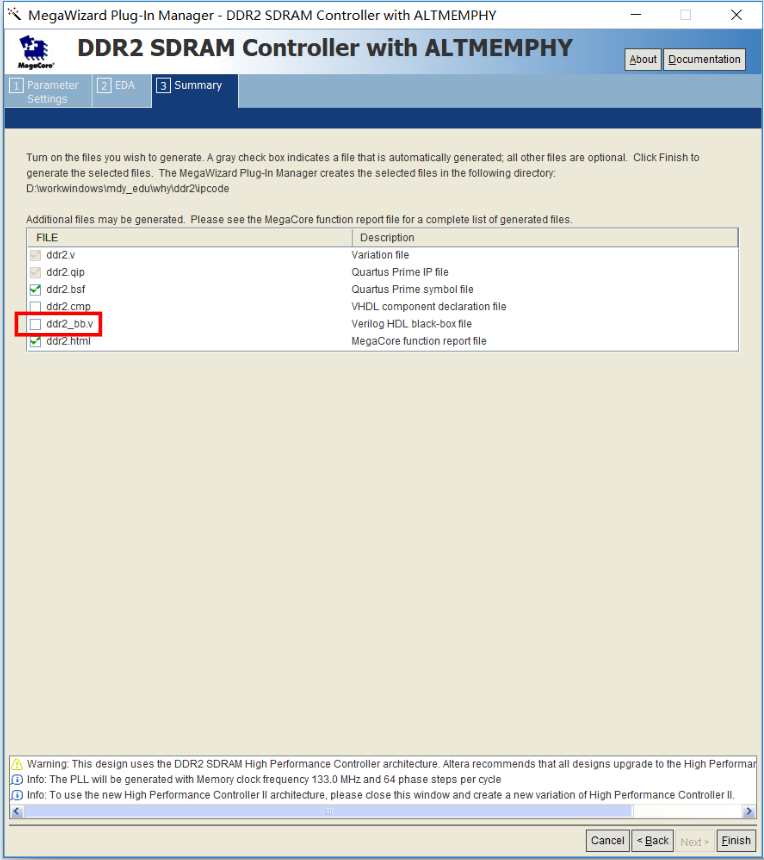 MegaWizard Plug-In Manager - DDR2 SDRAM Controller with ALTMEMPHY
MegaCore®
DDR2 SDRAM Controller with ALTMEMPHY
About Documentation
1 Parameter Settings
2 EDA
3 Summary
Turn on the files you wish to generate. A gray check box indicates a file that is automatically generated; all other files are optional. Click Finish to
generate the selected files. The MegaWizard Plug-In Manager creates the selected files in the following directory:
D:\workwindows\mdy_edu\why\ddr2\ipcode
Additional files may be generated. Please see the MegaCore function report file for a complete list of generated files.
FILE Description
ddr2.v Variation file
ddr2.qip Quartus Prime IP file
ddr2.bsf Quartus Prime symbol file
ddr2.cmp VHDL component declaration file
ddr2_bb.v Verilog HDL black-box file
ddr2.html MegaCore function report file
Warning: This design uses the DDR2 SDRAM High Performance Controller architecture. Altera recommends that all designs upgrade to the High Performar
Info: The PLL will be generated with Memory clock frequency 133.0 MHz and 64 phase steps per cycle
Info: To use the new High Performance Controller II architecture, please close this window and create a new variation of High Performance Controller II.
Cancel < Back Next > Finish